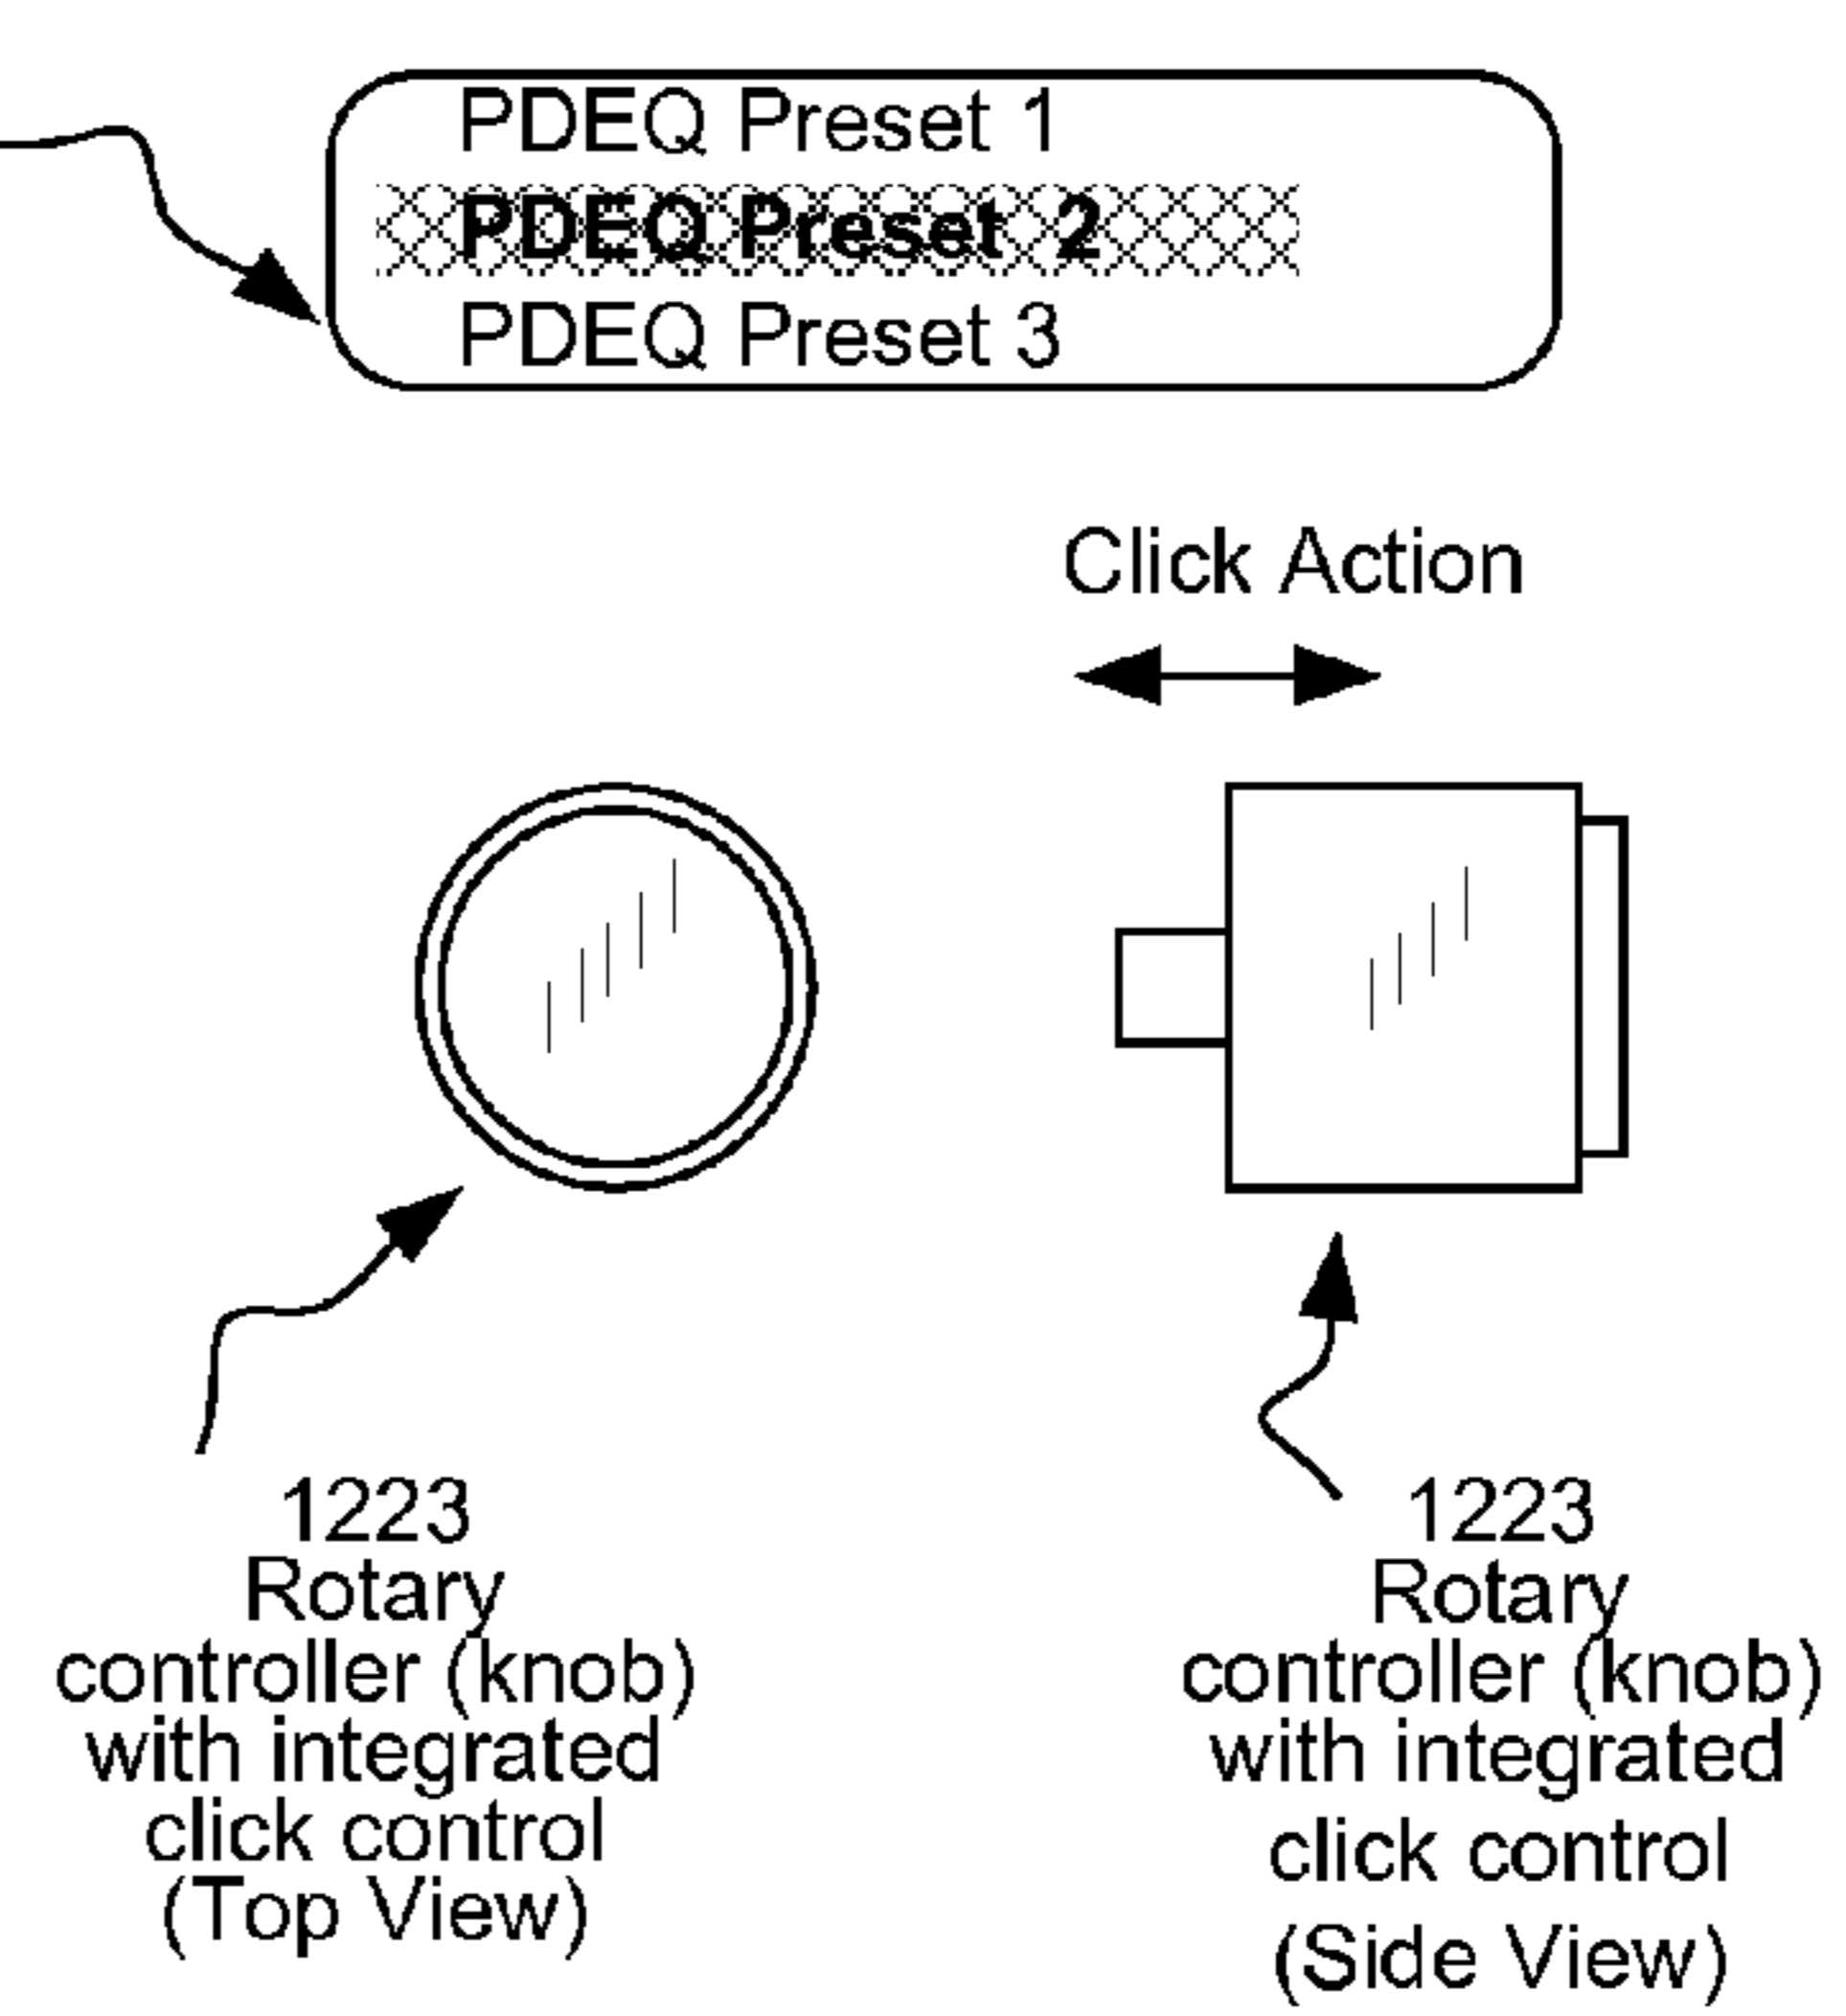 PDEQ Preset 1
PDEQ Preset 2
PDEQ Preset 3
Click Action
1223
Rotary
controller (knob)
with integrated
click control
(Top View)
1223
Rotary
controller (knob)
with integrated
click control
(Side View)